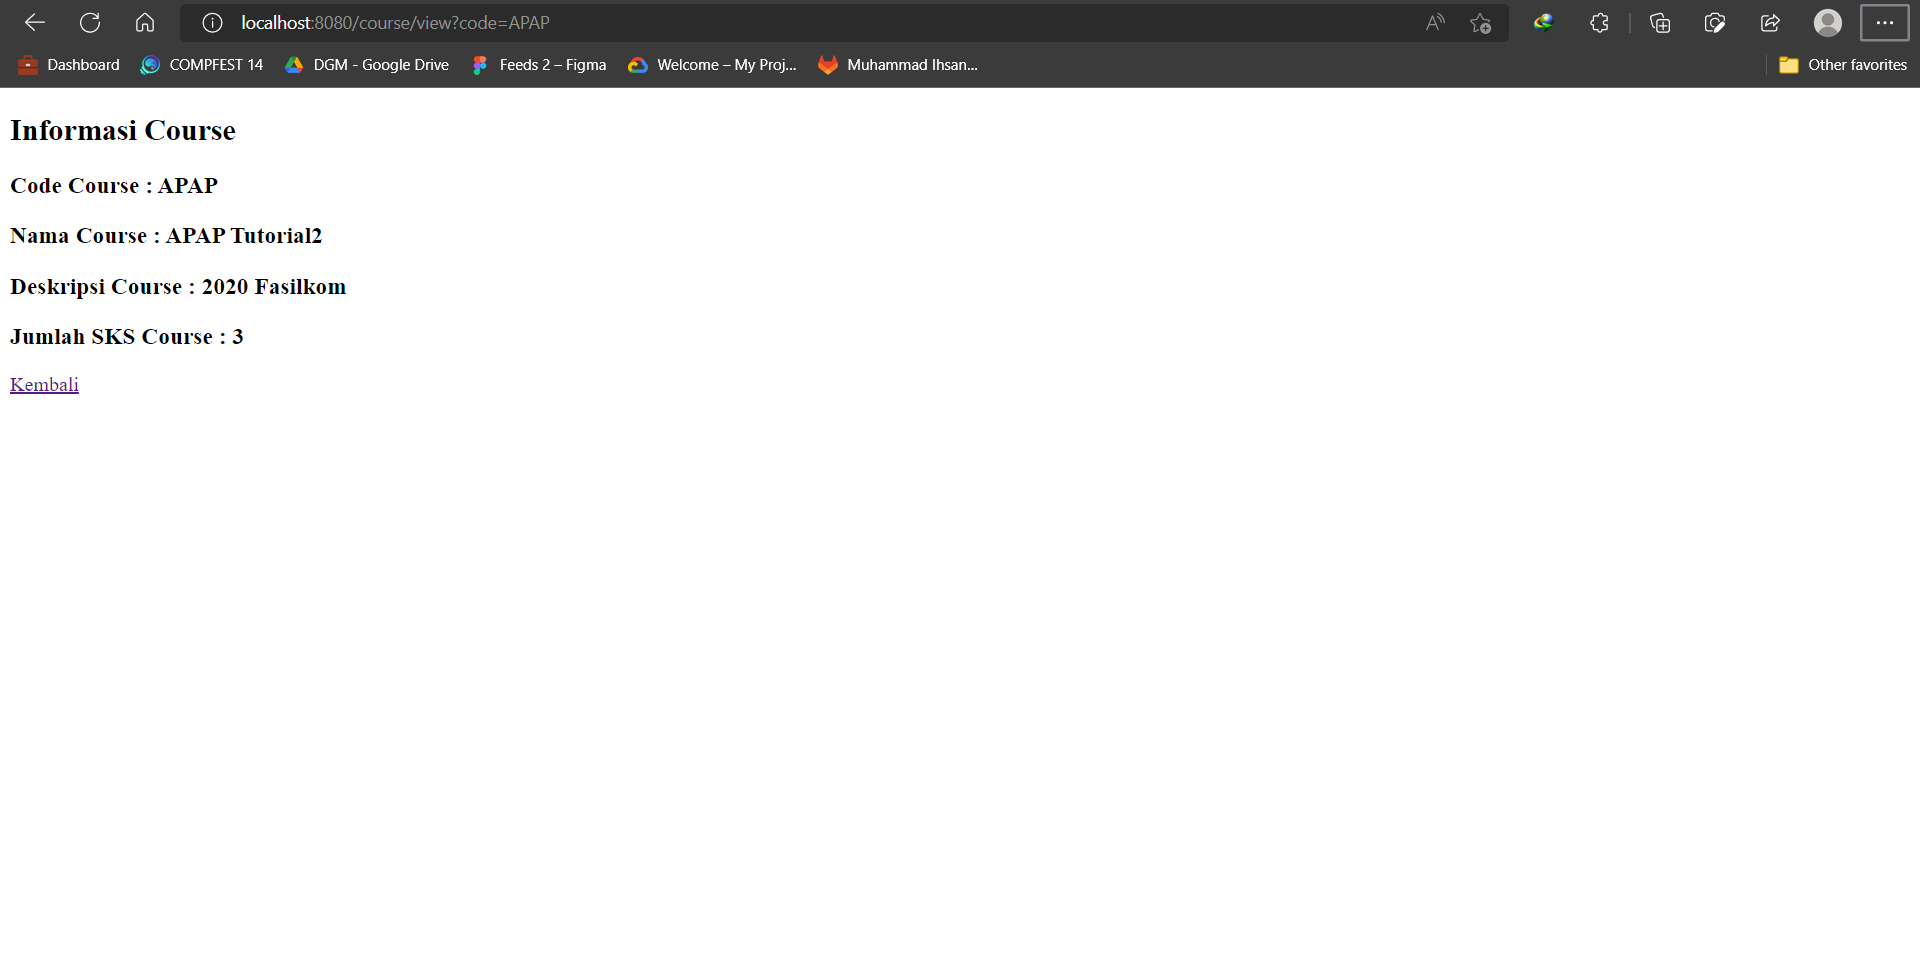 localhost:8080/course/view?code=APAP
Dashboard COMPFEST 14 DGM - Google Drive Feeds 2 – Figma Welcome – My Proj... Muhammad Ihsan... Other favorites
Informasi Course
Code Course : APAP
Nama Course : APAP Tutorial2
Deskripsi Course : 2020 Fasilkom
Jumlah SKS Course : 3
Kembali